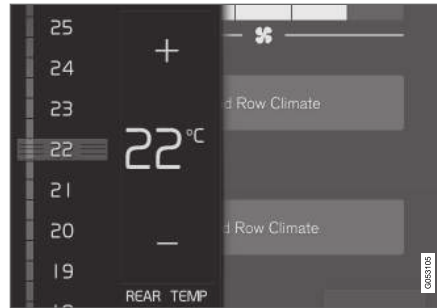 25
24
23
22
21
20
19
+
22°C
–
REAR TEMP
Row Climate
Row Climate
G053105